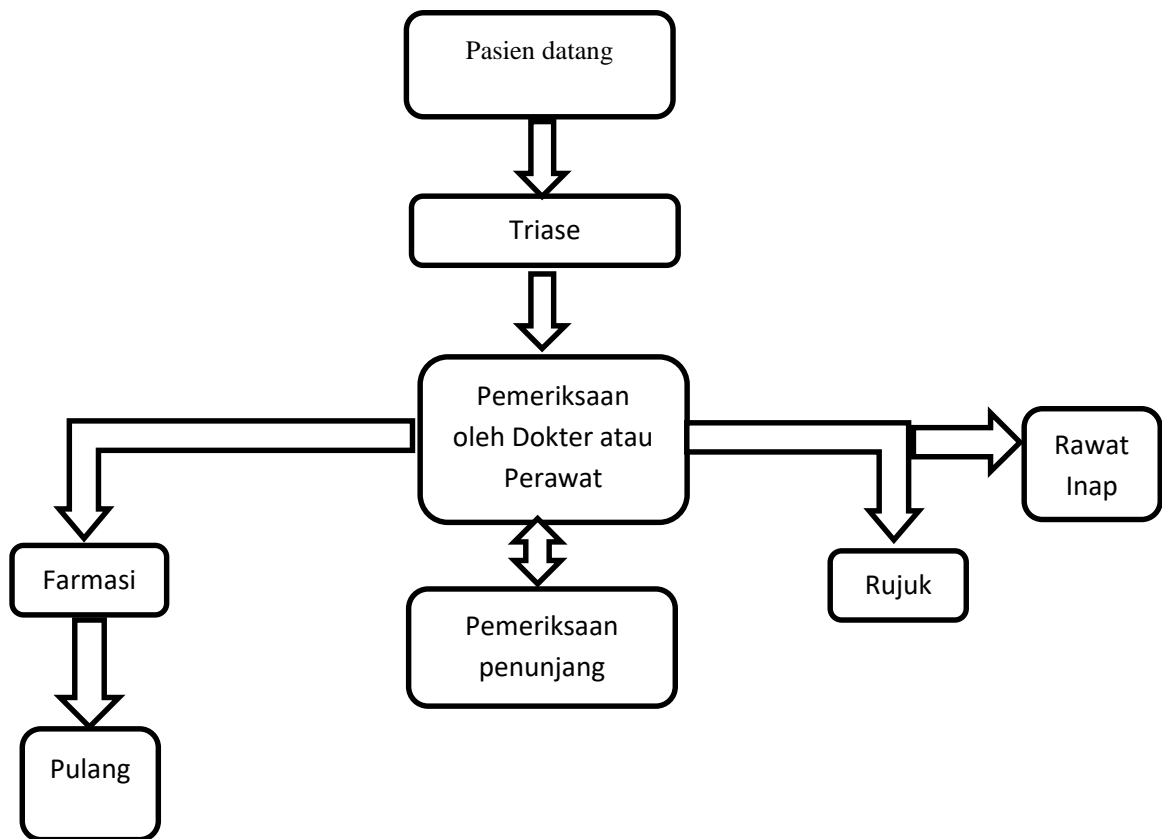 Pasien datang
Triase
Pemeriksaan
oleh Dokter atau
Perawat
Rawat
Inap
Farmasi
Rujuk
Pemeriksaan
penunjang
Pulang